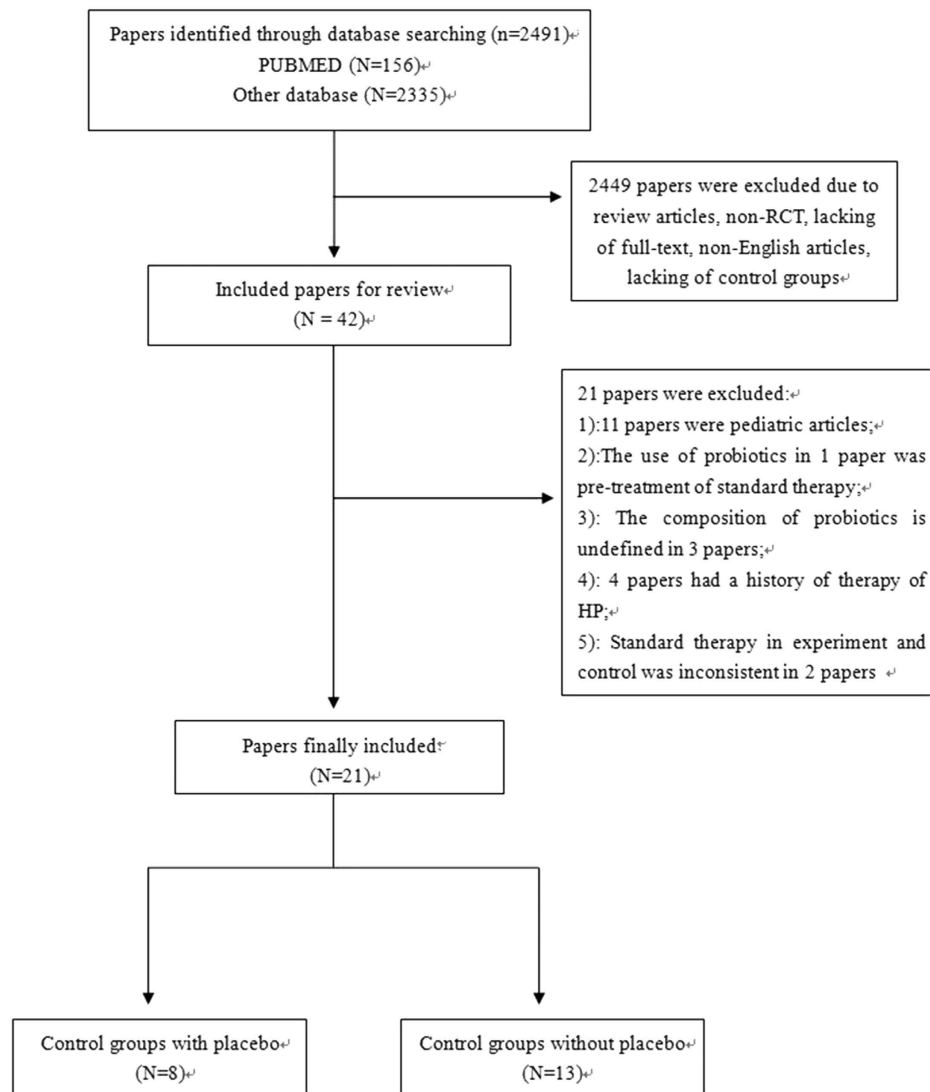 Papers identified through database searching (n=2491)↵
PUBMED (N=156)↵
Other database (N=2335)↵
2449 papers were excluded due to
review articles, non-RCT, lacking
of full-text, non-English articles,
lacking of control groups↵
Included papers for review↵
(N = 42)↵
21 papers were excluded:↵
1):11 papers were pediatric articles;↵
2):The use of probiotics in 1 paper was
pre-treatment of standard therapy;↵
3): The composition of probiotics is
undefined in 3 papers;↵
4): 4 papers had a history of therapy of
HP;↵
5): Standard therapy in experiment and
control was inconsistent in 2 papers ↵
Papers finally included↵
(N=21)↵
Control groups with placebo↵
(N=8)↵
Control groups without placebo↵
(N=13)↵